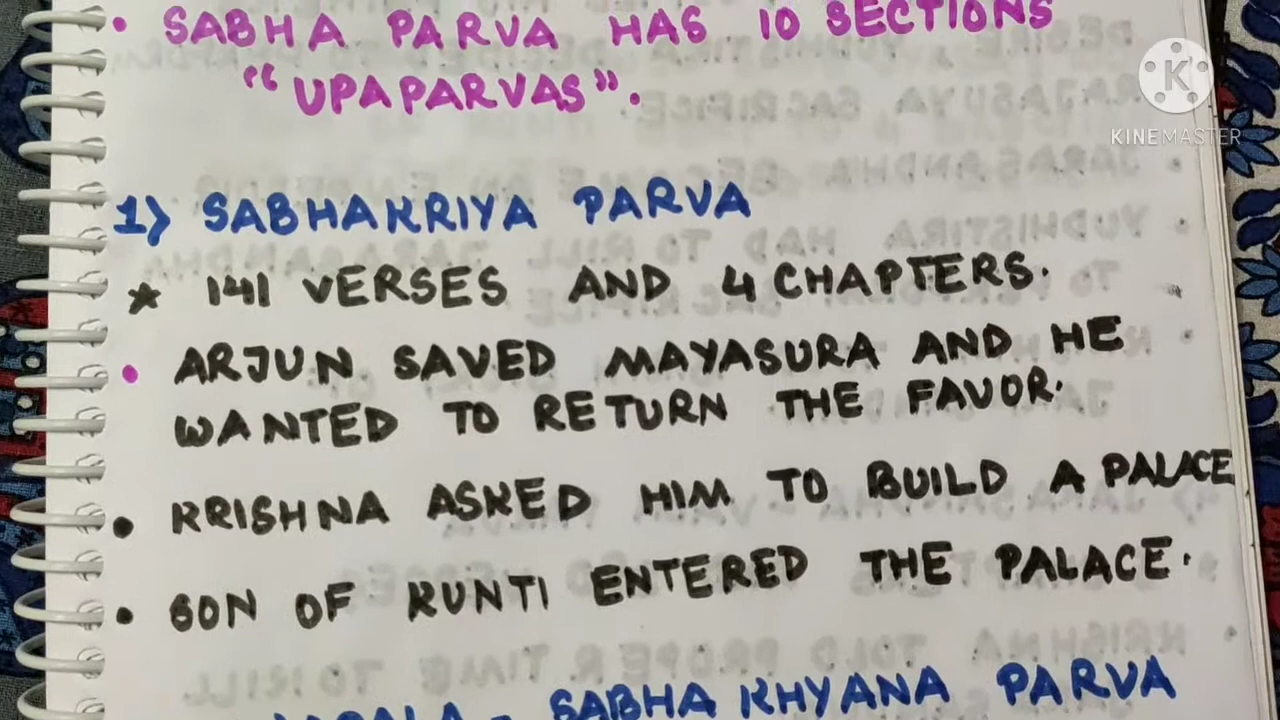 • SABHA PARVA HAS 10 SECTIONS
"UPAPARVAS".
KINEMASTER
1) SABHAKRIYA PARVA
* 141 VERSES AND 4 CHAPTERS.
• ARJUN SAVED MAYASURA AND HE
WANTED TO RETURN THE FAVOR.
• KRISHNA ASKED HIM TO BUILD A PALACE
• SON OF KUNTI ENTERED THE PALACE.
- SABHA KHYANA PARVA